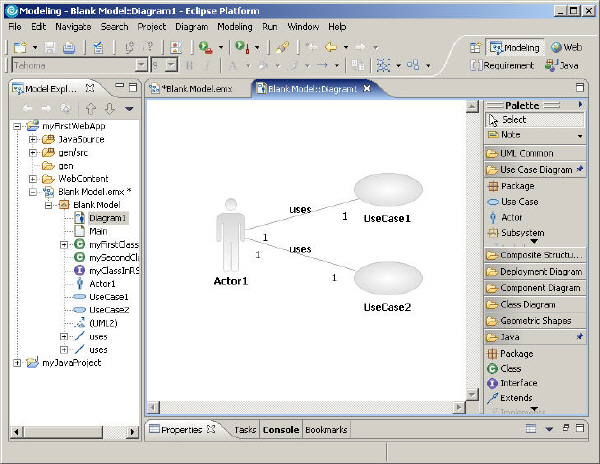 Modeling - Blank Model::Diagram1 - Eclipse Platform
File Edit Navigate Search Project Diagram Modeling Run Window Help
Modeling Web
Tahoma 9 B I A A
Requirement Java
Model Expl...
*Blank Model.emx
Blank Model::Diagram1
myFirstWebApp
JavaSource
gen/src
gen
WebContent
Blank Model.emx *
Blank Model
Diagram1
Main
myFirstClass
mySecondCla
myClassInRS
Actor1
UseCase1
UseCase2
(UML2)
uses
uses
myJavaProject
uses
1
UseCase1
1
uses
1
1
Actor1
UseCase2
Palette
Select
Note
UML Common
Use Case Diagram
Package
Use Case
Actor
Subsystem
Composite Structu...
Deployment Diagram
Component Diagram
Class Diagram
Geometric Shapes
Java
Package
Class
Interface
Extends
Properties Tasks Console Bookmarks